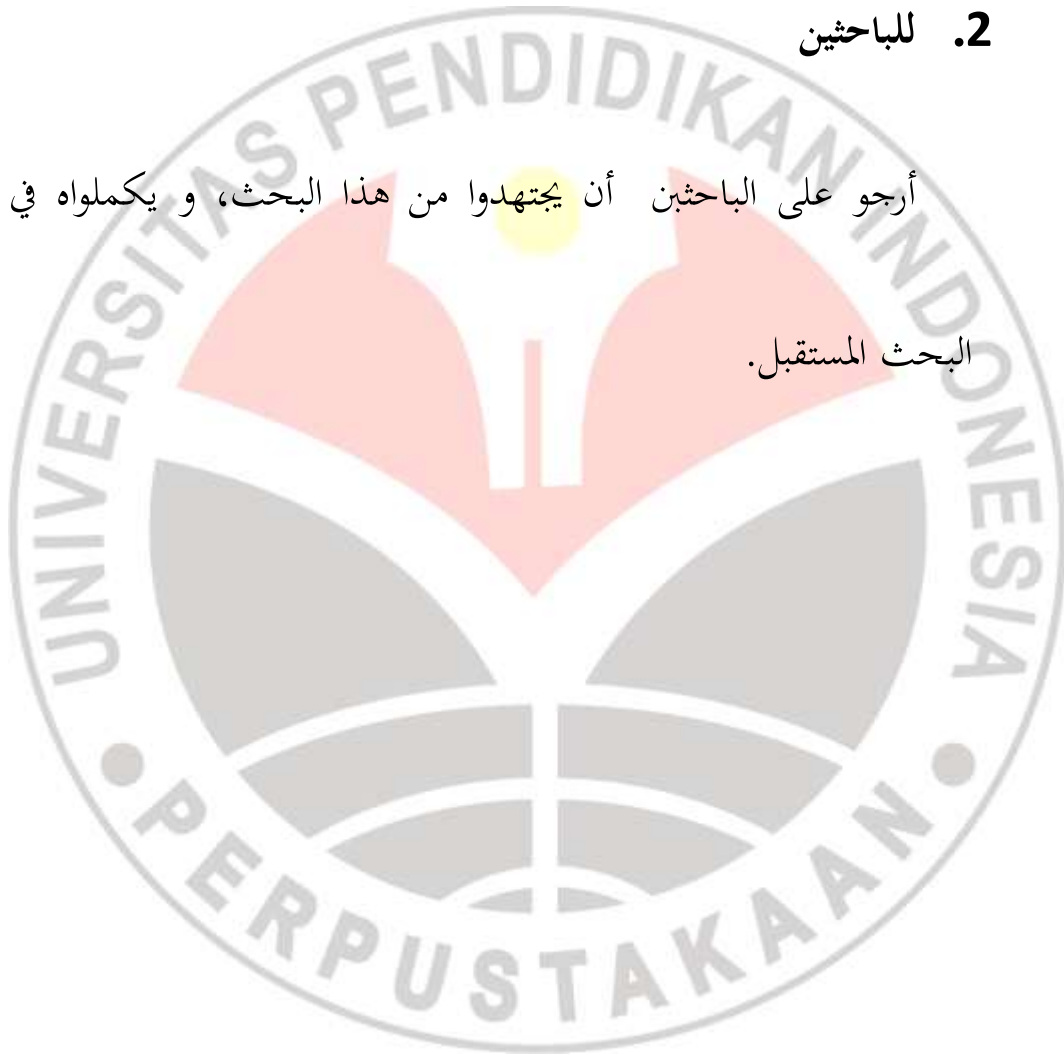 2. للباحثين
أرجو على الباحثبن أن يجتهدوا من هذا البحث، و يكملواه في
البحث المستقبل.
UNIVERSITAS PENDIDIKAN INDONESIA
PERPUSTAKAAN